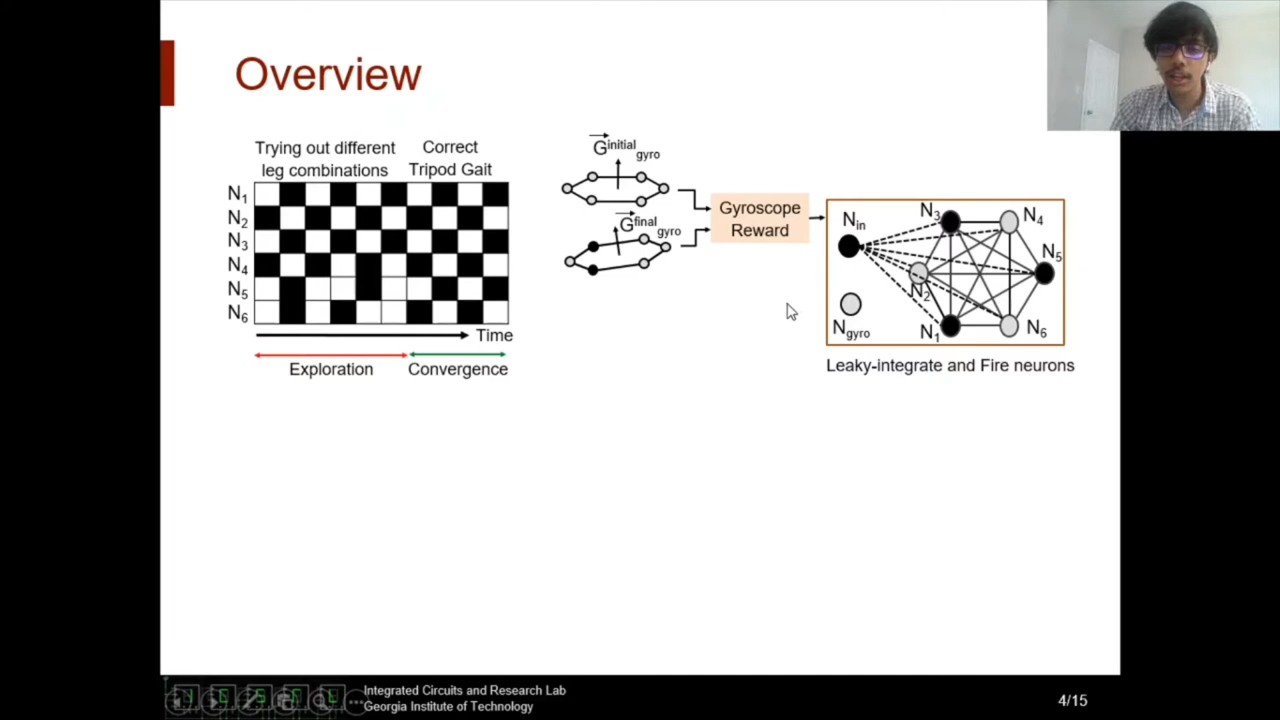 Overview
Trying out different
leg combinations
Correct
Tripod Gait
N1
N2
N3
N4
N5
N6
Time
Exploration
Convergence
G initial gyro
G final gyro
Gyroscope
Reward
Nin
N3
N4
N5
N2
Ngyro
N1
N6
Leaky-integrate and Fire neurons
Integrated Circuits and Research Lab
Georgia Institute of Technology
4/15